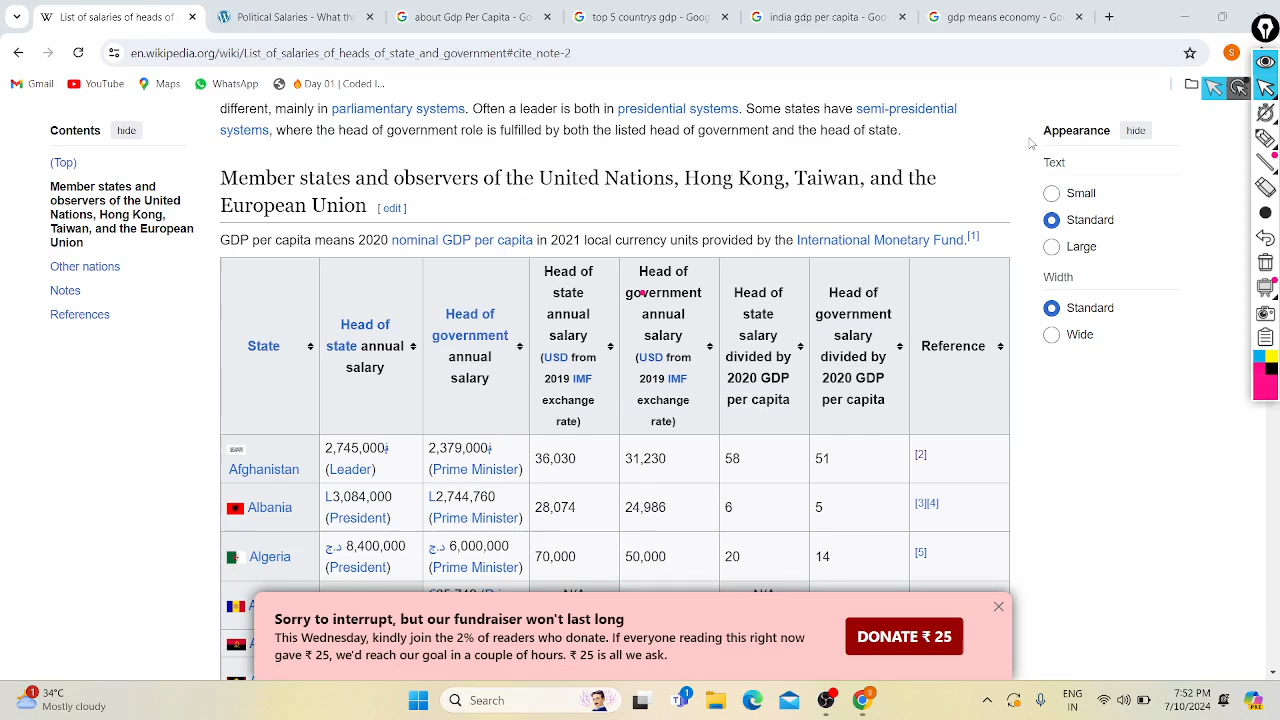 W List of salaries of heads of
WordPress Tutorial - What the
about GDP Per Capita - Go
top 5 countrys gdp - Google
india GDP per capita - Goo
gdp means economy - Goo
en.wikipedia.org/wiki/List_of_salaries_of_heads_of_state_and_government#cite_note
S
Gmail
YouTube
Maps
WhatsApp
Day 01 | Coded I...
different, mainly in parliamentary systems. Often a leader is both in presidential systems. Some states have semi-presidential
systems, where the head of government role is fulfilled by both the listed head of government and the head of state.
Contents hide
(Top)
Member states and
observers of the United
Nations, Hong Kong,
Taiwan, and the European
Union
Other nations
Notes
References
Member states and observers of the United Nations, Hong Kong, Taiwan, and the
European Union [ edit ]
GDP per capita means 2020 nominal GDP per capita in 2021 local currency units provided by the International Monetary Fund.[1]
State
Head of
state annual
salary
Head of
government
annual
salary
Head of
state
annual
salary
(USD from
2019 IMF
exchange
rate)
Head of
government
annual
salary
(USD from
2019 IMF
exchange
rate)
Head of
state
salary
divided by
2020 GDP
per capita
Head of
government
salary
divided by
2020 GDP
per capita
Reference
Afghanistan
2,745,000؋
(Leader)
2,379,000؋
(Prime Minister)
36,030
31,230
58
51
[2]
Albania
L3,084,000
(President)
L2,744,760
(Prime Minister)
28,074
24,986
6
5
[3][4]
Algeria
د.ج 8,400,000
(President)
د.ج 6,000,000
(Prime Minister)
70,000
50,000
20
14
[5]
Appearance hide
Text
Small
Standard
Large
Width
Standard
Wide
Sorry to interrupt, but our fundraiser won't last long
This Wednesday, kindly join the 2% of readers who donate. If everyone reading this right now
gave ₹ 25, we'd reach our goal in a couple of hours. ₹ 25 is all we ask.
DONATE ₹ 25
1
34°C
Mostly cloudy
Search
1
S
ENG
IN
7:52 PM
7/10/2024
PRE